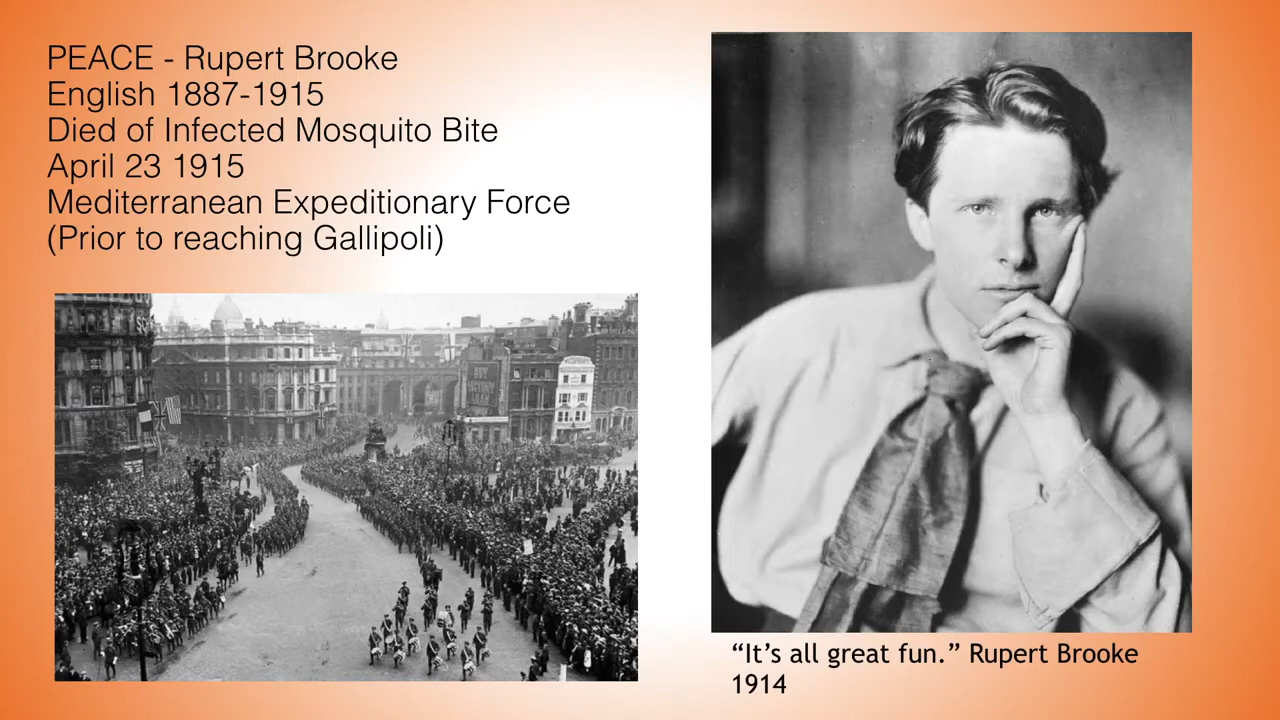 PEACE - Rupert Brooke
English 1887-1915
Died of Infected Mosquito Bite
April 23 1915
Mediterranean Expeditionary Force
(Prior to reaching Gallipoli)
“It’s all great fun.” Rupert Brooke
1914